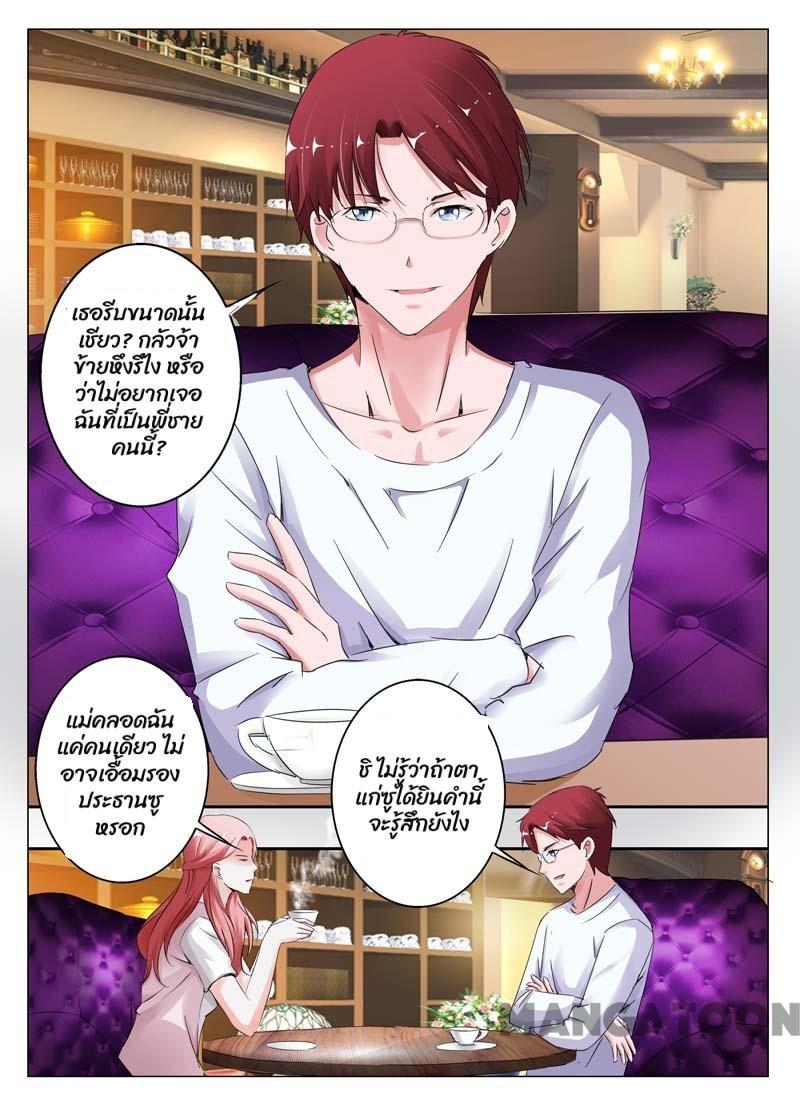 เธอรีบขนาดนั้น
เชียว? กลัวจ้า
ข้ายหึงรึไง หรือ
ว่าไม่อยากเจอ
ฉันที่เป็นพี่ชาย
คนนี้?
แม่คลอดฉัน
แค่คนเดียว ไม่
อาจเอื้อมรอง
ประธานซู
หรอก
ชิ ไม่รู้ว่าถ้าตา
แก่ซูได้ยินคำนี้
จะรู้สึกยังไง
MANGATOON